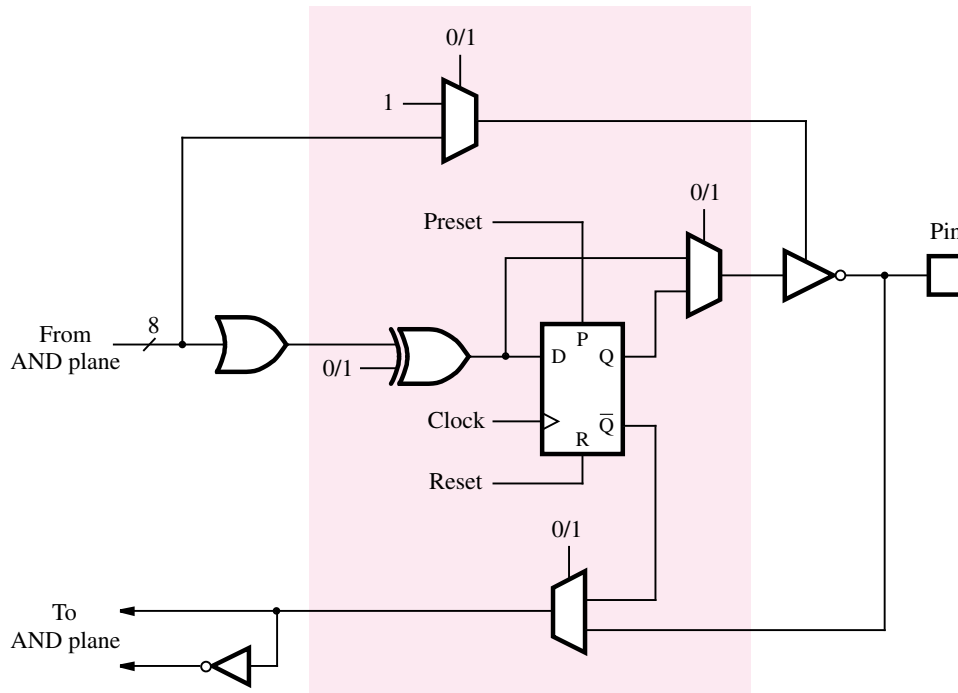 0/1
1
0/1
Preset
Pin
From
AND plane
8
0/1
P
D
Q
Clock
Q̅
R
Reset
0/1
To
AND plane